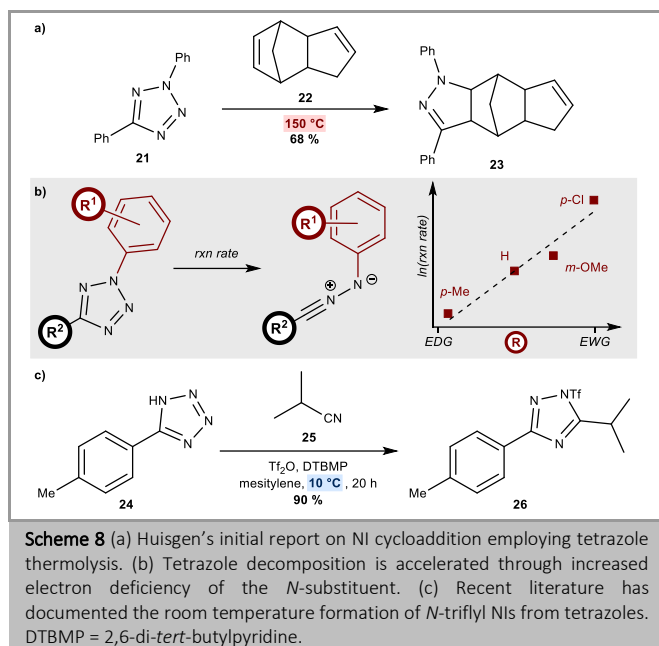 a)
Ph
N
N
N
N
Ph
21
22
150 °C
68 %
Ph
N
N
Ph
23
b)
R¹
N
N
N
N
R²
rxn rate
R¹
⊕
⊖
N
N
R²
ln(rxn rate)
p-Cl
H
m-OMe
p-Me
EDG
R
EWG
c)
HN
N
N
N
Me
24
CN
25
Tf₂O, DTBMP
mesitylene, 10 °C , 20 h
90 %
N
NTf
N
Me
26
Scheme 8 (a) Huisgen's initial report on NI cycloaddition employing tetrazole
thermolysis. (b) Tetrazole decomposition is accelerated through increased
electron deficiency of the N-substituent. (c) Recent literature has
documented the room temperature formation of N-triflyl NIs from tetrazoles.
DTBMP = 2,6-di-tert-butylpyridine.